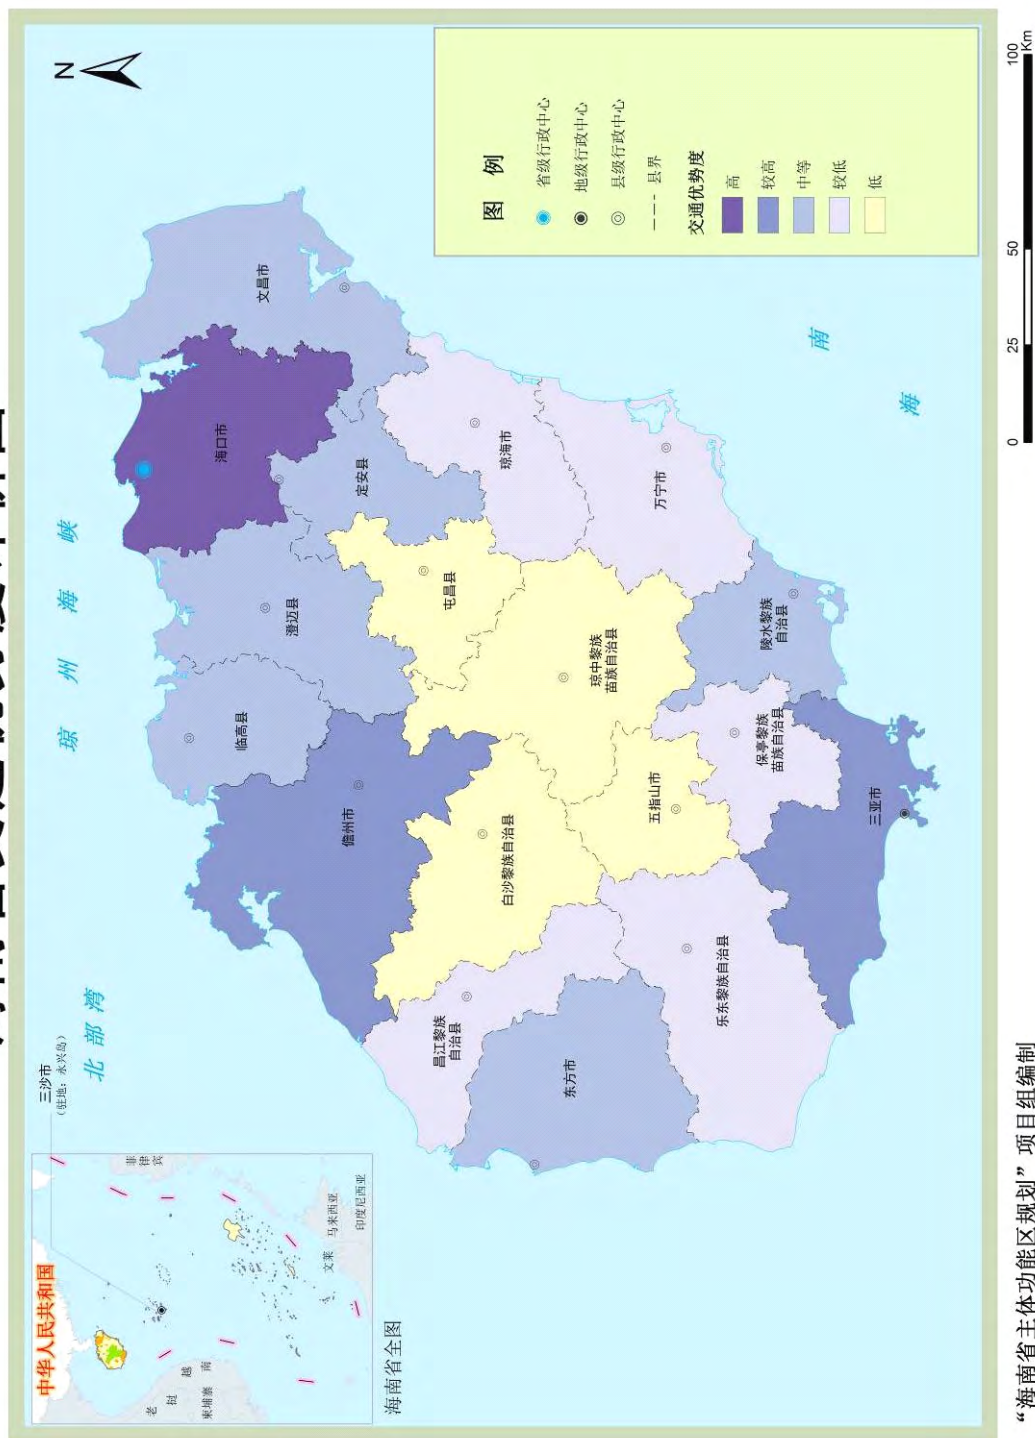 N
琼州海峡
北部湾
南海
文昌市
海口市
定安县
琼海市
澄迈县
屯昌县
万宁市
临高县
琼中黎族
苗族自治县
陵水黎族
自治县
儋州市
白沙黎族自治县
五指山市
保亭黎族
苗族自治县
三亚市
昌江黎族
自治县
东方市
乐东黎族自治县
图例
省级行政中心
地级行政中心
县级行政中心
县界
交通优势度
高
较高
中等
较低
低
三沙市
(驻地：永兴岛)
中华人民共和国
老挝
越南
柬埔寨
菲律宾
文莱
马来西亚
印度尼西亚
海南省全图
0 25 50 100
Km
“海南省主体功能区规划”项目组编制